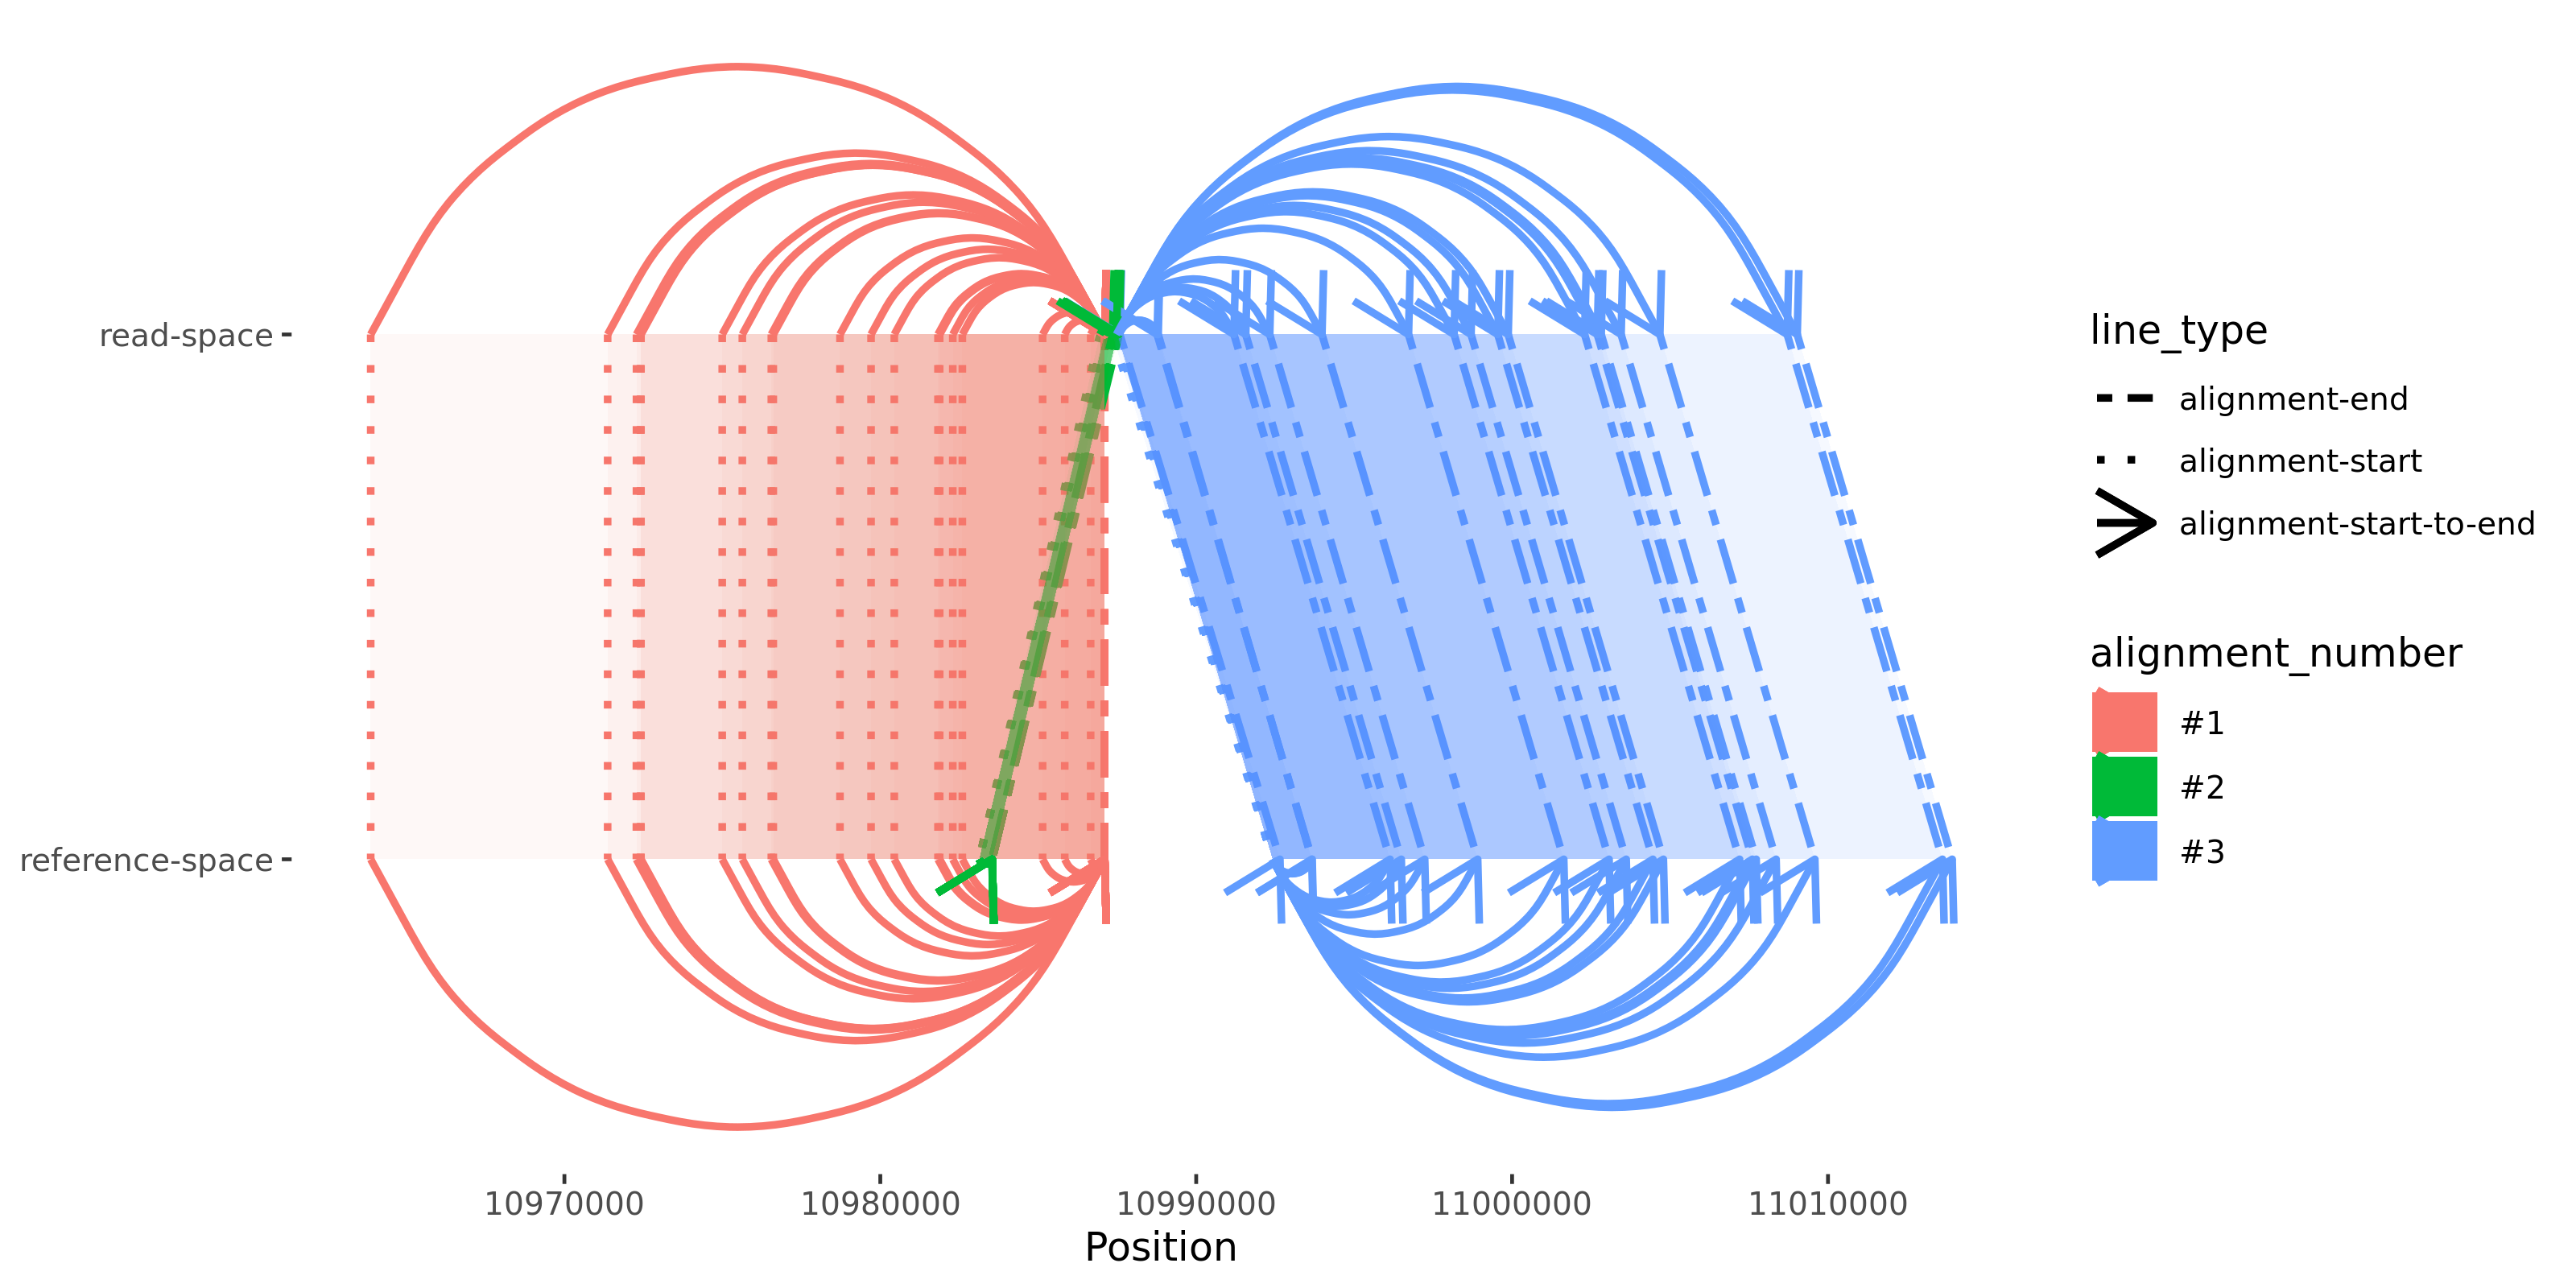 read-space
reference-space
10970000 10980000 10990000 11000000 11010000
Position
line_type
alignment-end
alignment-start
alignment-start-to-end
alignment_number
#1
#2
#3